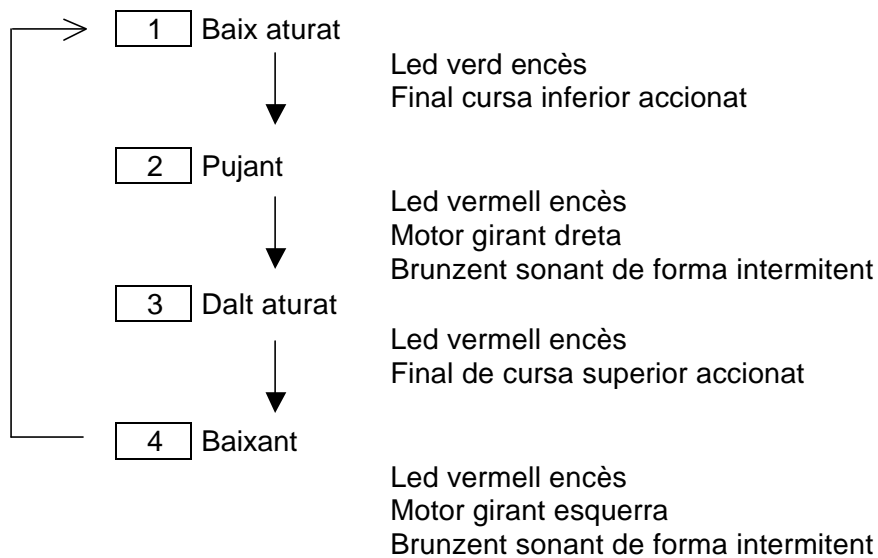 1 Baix aturat
Led verd encès
Final cursa inferior accionat
2 Pujant
Led vermell encès
Motor girant dreta
Brunzent sonant de forma intermitent
3 Dalt aturat
Led vermell encès
Final de cursa superior accionat
4 Baixant
Led vermell encès
Motor girant esquerra
Brunzent sonant de forma intermitent